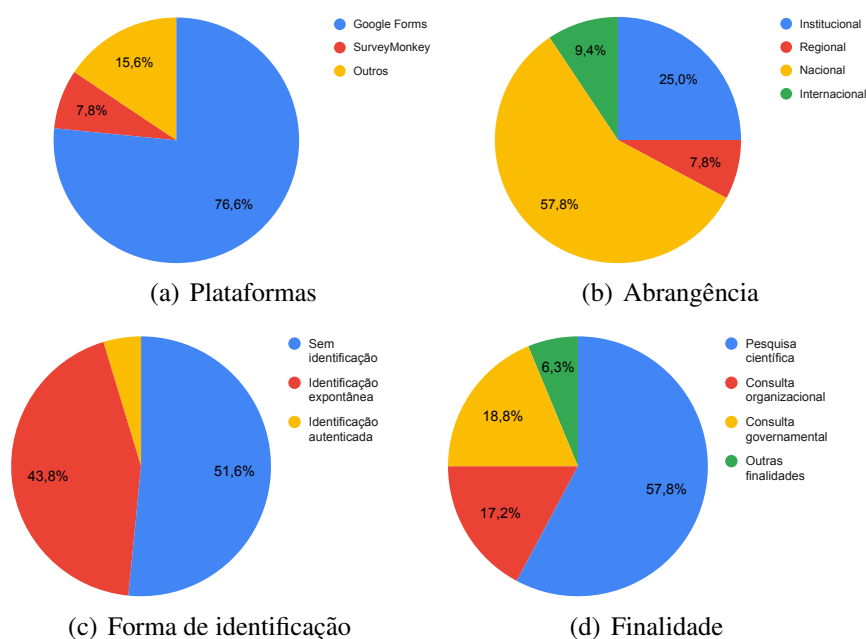 Google Forms
SurveyMonkey
Outros
15,6%
7,8%
76,6%
(a) Plataformas
Institucional
Regional
Nacional
Internacional
9,4%
25,0%
7,8%
57,8%
(b) Abrangência
Sem
identificação
Identificação
expontânea
Identificação
autenticada
43,8%
51,6%
(c) Forma de identificação
Pesquisa
científica
Consulta
organizacional
Consulta
governamental
Outras
finalidades
6,3%
18,8%
57,8%
17,2%
(d) Finalidade